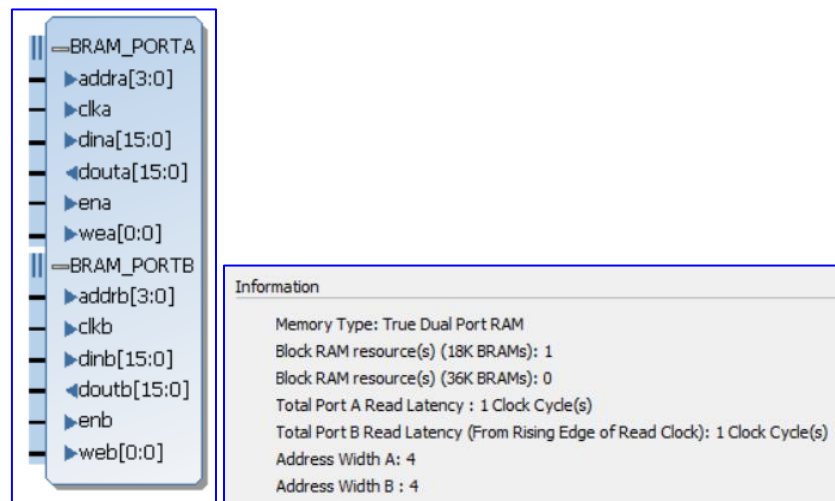 BRAM_PORTA
addra[3:0]
clka
dina[15:0]
douta[15:0]
ena
wea[0:0]
BRAM_PORTB
addrb[3:0]
clkb
dinb[15:0]
doutb[15:0]
enb
web[0:0]
Information
Memory Type: True Dual Port RAM
Block RAM resource(s) (18K BRAMs): 1
Block RAM resource(s) (36K BRAMs): 0
Total Port A Read Latency : 1 Clock Cycle(s)
Total Port B Read Latency (From Rising Edge of Read Clock): 1 Clock Cycle(s)
Address Width A: 4
Address Width B : 4